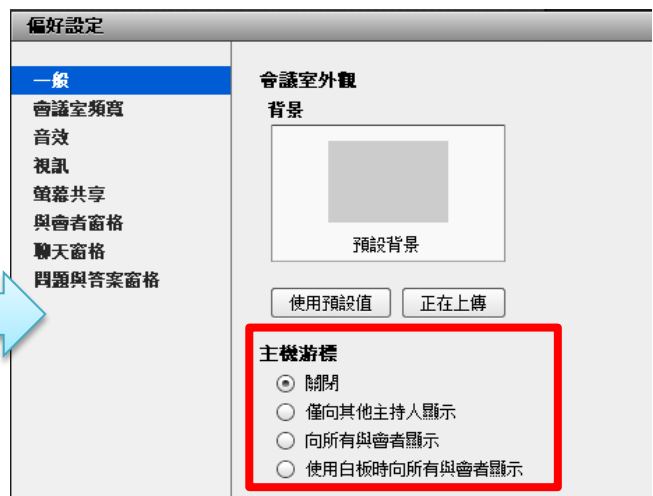 偏好設定
一般
會議室頻寬
音效
視訊
螢幕共享
與會者窗格
聊天窗格
問題與答案窗格
會議室外觀
背景
預設背景
使用預設值 正在上傳
主機游標
關閉
僅向其他主持人顯示
向所有與會者顯示
使用白板時向所有與會者顯示